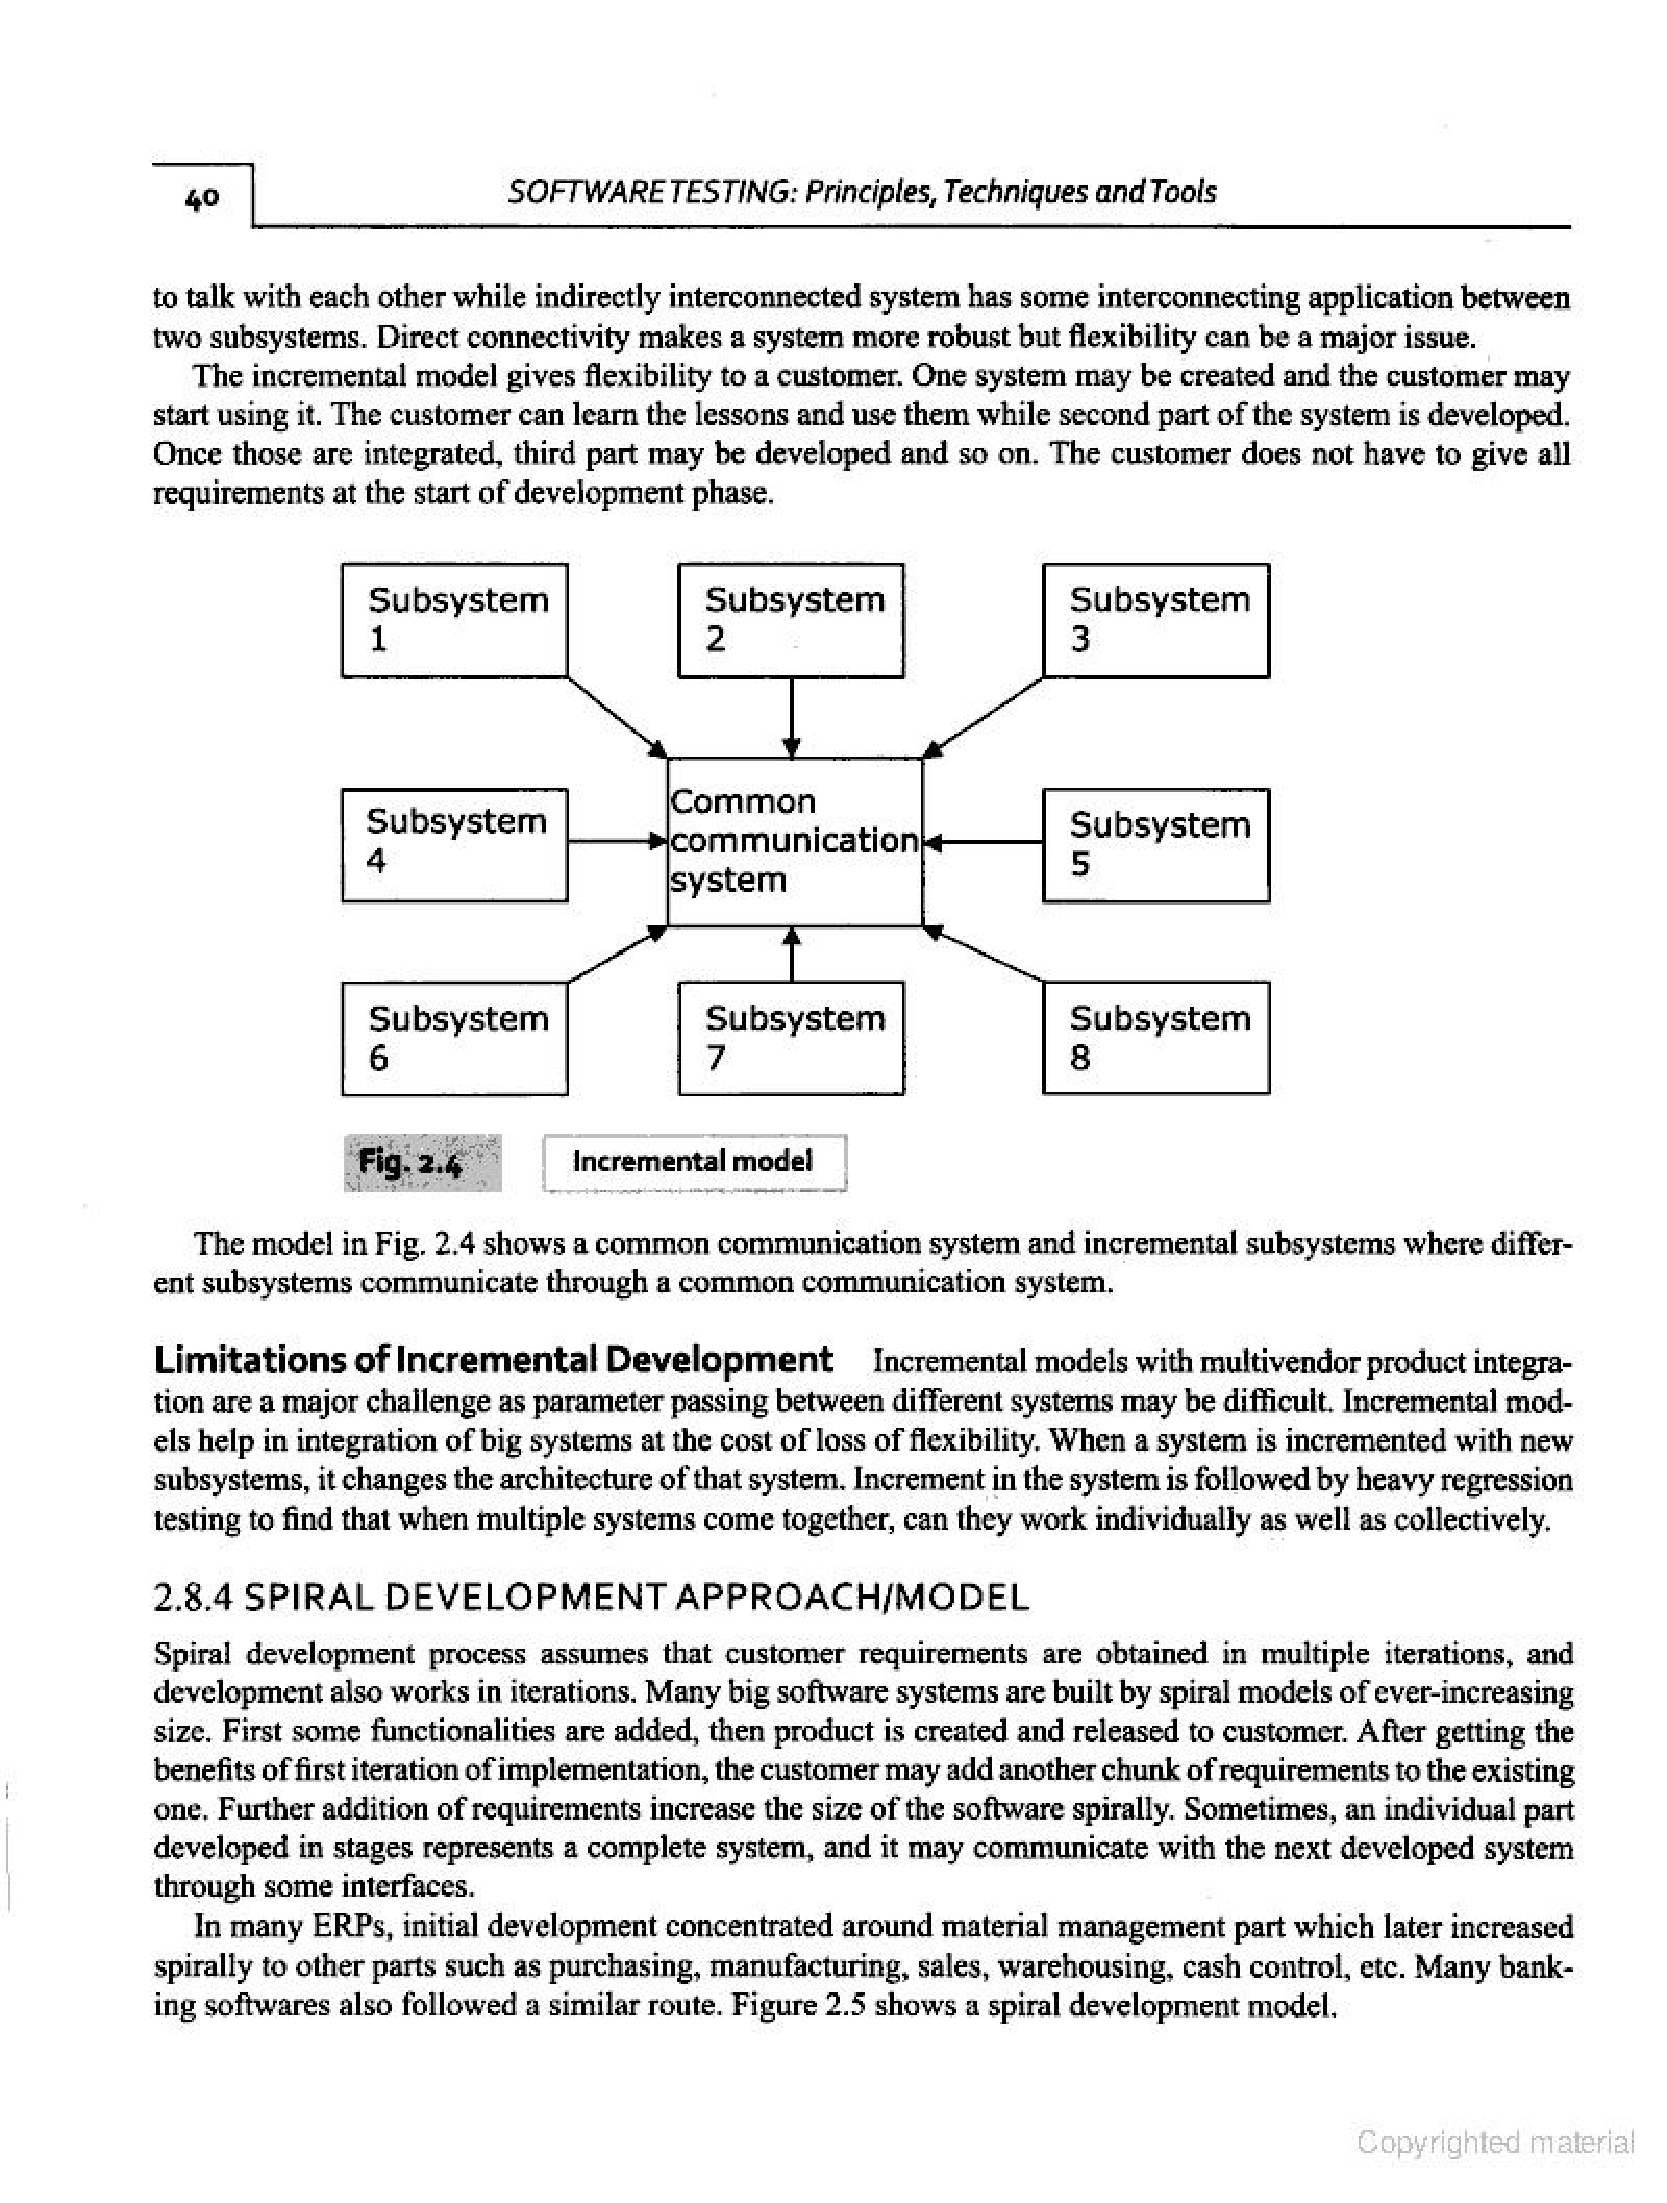 40
SOFTWARE TESTING: Principles, Techniques and Tools
to talk with each other while indirectly interconnected system has some interconnecting application between
two subsystems. Direct connectivity makes a system more robust but flexibility can be a major issue.
The incremental model gives flexibility to a customer. One system may be created and the customer may
start using it. The customer can learn the lessons and use them while second part of the system is developed.
Once those are integrated, third part may be developed and so on. The customer does not have to give all
requirements at the start of development phase.
Subsystem
1
Subsystem
2
Subsystem
3
Subsystem
4
Common
communication
system
Subsystem
5
Subsystem
6
Subsystem
7
Subsystem
8
Fig. 2.4
Incremental model
The model in Fig. 2.4 shows a common communication system and incremental subsystems where differ-
ent subsystems communicate through a common communication system.
Limitations of Incremental Development Incremental models with multivendor product integra-
tion are a major challenge as parameter passing between different systems may be difficult. Incremental mod-
els help in integration of big systems at the cost of loss of flexibility. When a system is incremented with new
subsystems, it changes the architecture of that system. Increment in the system is followed by heavy regression
testing to find that when multiple systems come together, can they work individually as well as collectively.
2.8.4 SPIRAL DEVELOPMENT APPROACH/MODEL
Spiral development process assumes that customer requirements are obtained in multiple iterations, and
development also works in iterations. Many big software systems are built by spiral models of ever-increasing
size. First some functionalities are added, then product is created and released to customer. After getting the
benefits of first iteration of implementation, the customer may add another chunk of requirements to the existing
one. Further addition of requirements increase the size of the software spirally. Sometimes, an individual part
developed in stages represents a complete system, and it may communicate with the next developed system
through some interfaces.
In many ERPs, initial development concentrated around material management part which later increased
spirally to other parts such as purchasing, manufacturing, sales, warehousing, cash control, etc. Many bank-
ing softwares also followed a similar route. Figure 2.5 shows a spiral development model.
Copyrighted material